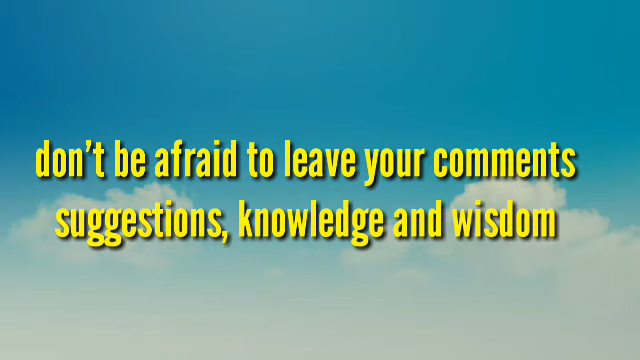 don't be afraid to leave your comments
suggestions, knowledge and wisdom